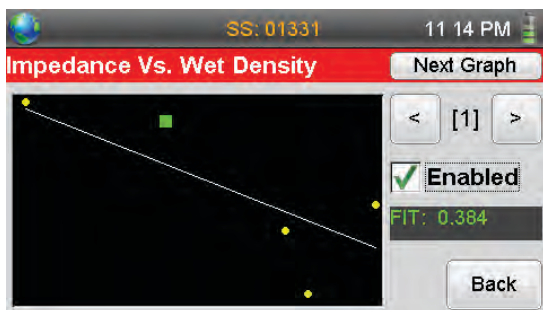 SS: 01331 11 14 PM
Impedance Vs. Wet Density Next Graph
< [1] >
Enabled
FIT: 0.384
Back